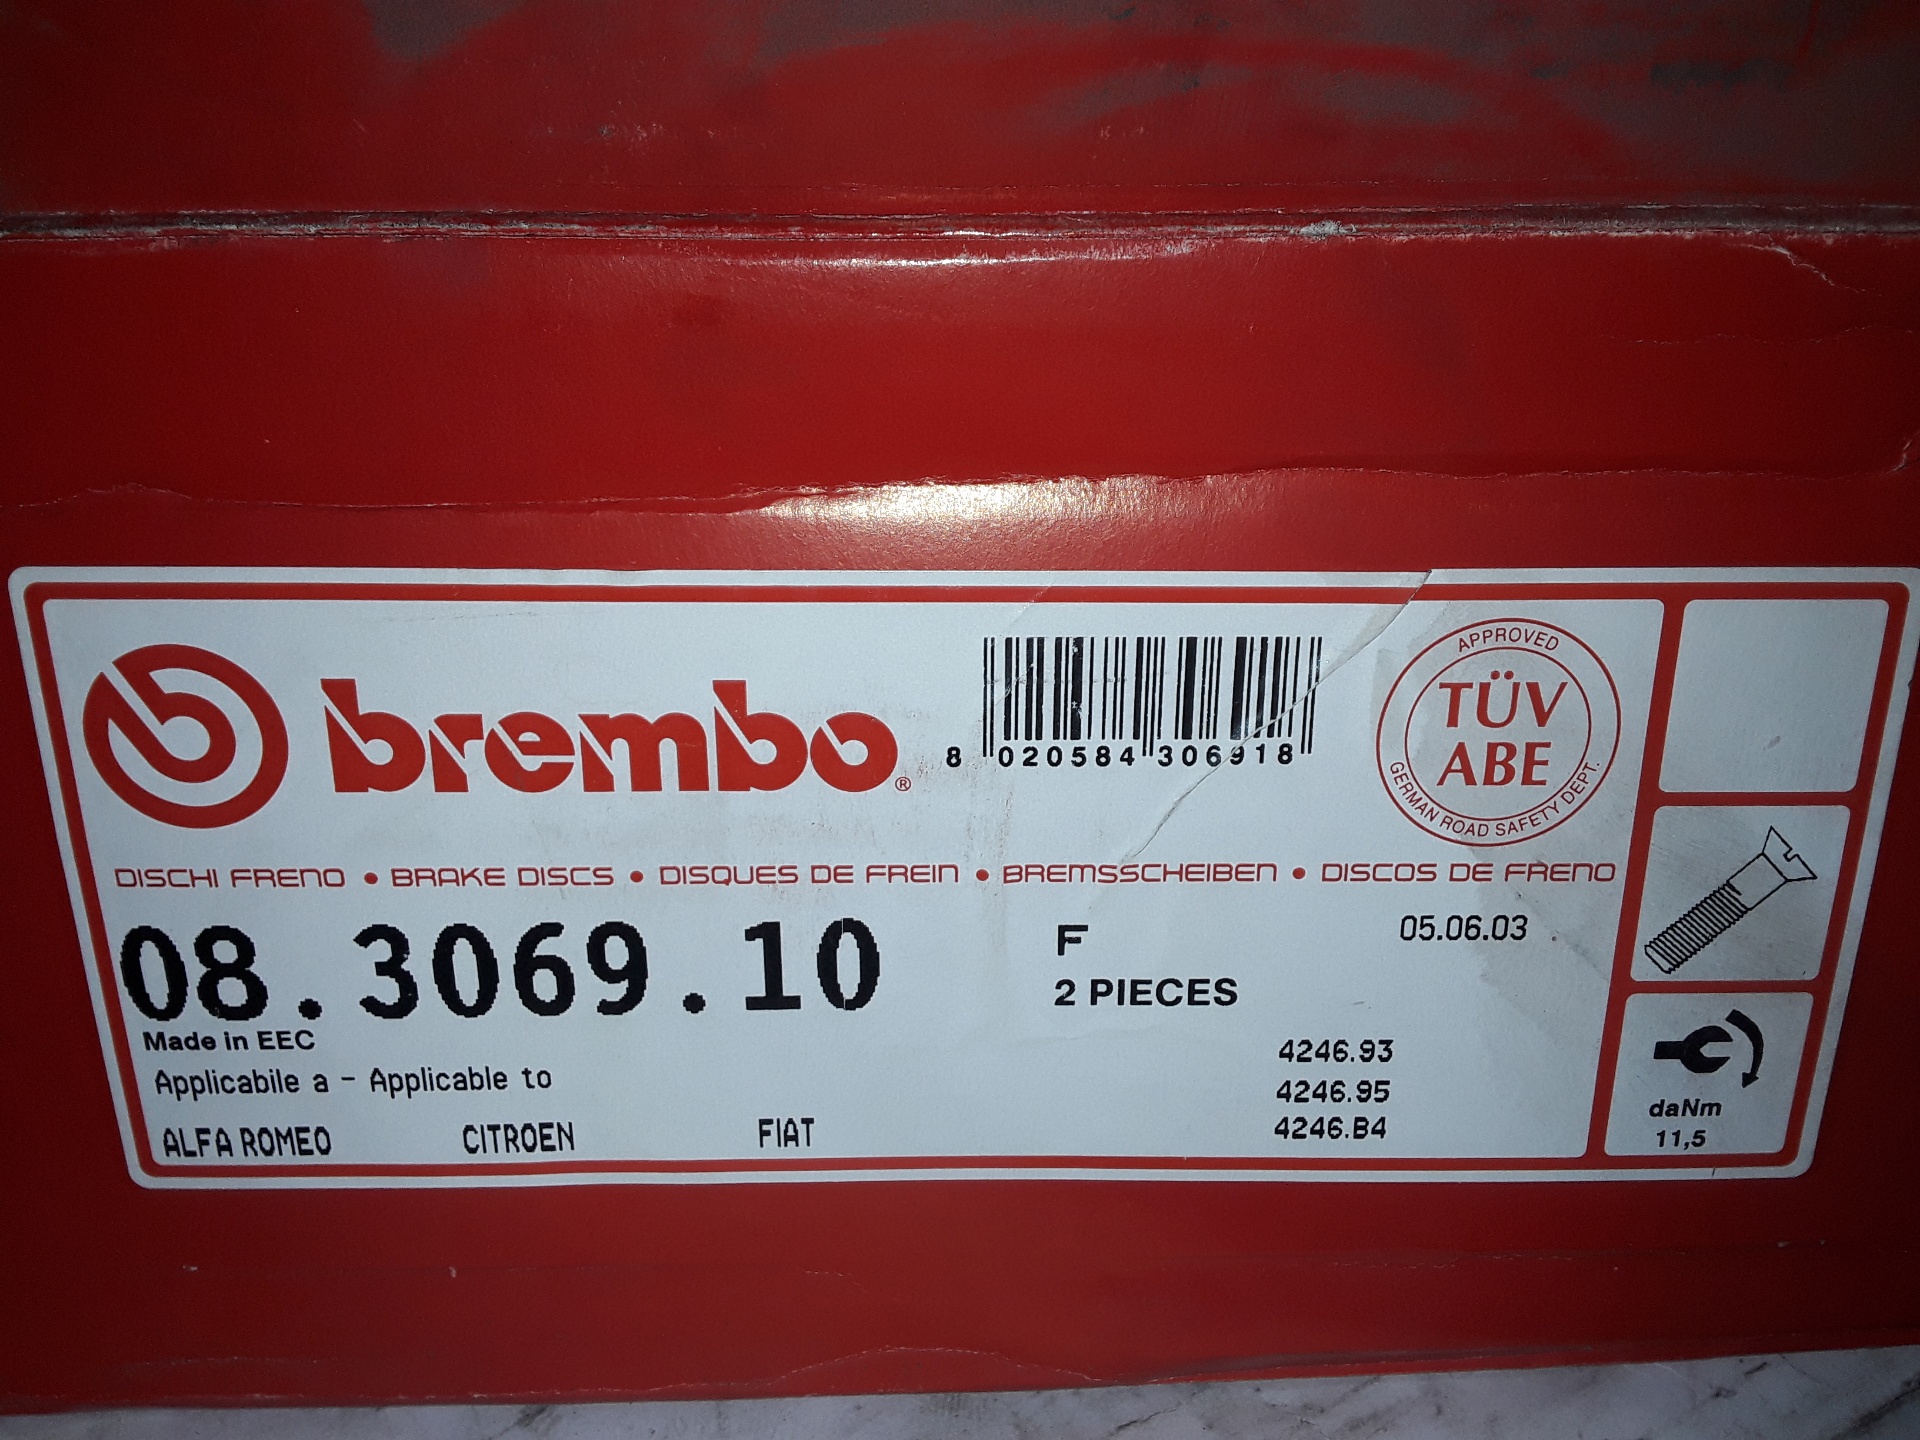 brembo®
8 020584 306918
APPROVED
TÜV
ABE
GERMAN ROAD SAFETY DEPT.
DISCHI FRENO • BRAKE DISCS • DISQUES DE FREIN • BREMSSCHEIBEN • DISCOS DE FRENO
08.3069.10
F
05.06.03
2 PIECES
Made in EEC
Applicabile a - Applicable to
ALFA ROMEO CITROEN FIAT
4246.93
4246.95
4246.B4
daNm
11,5